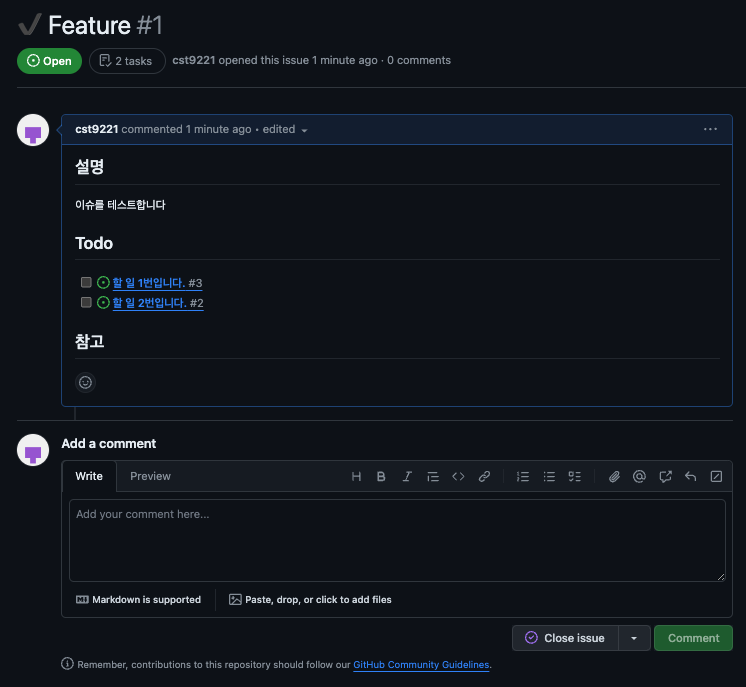 ✔️ Feature #1
Open
2 tasks
cst9221 opened this issue 1 minute ago · 0 comments
cst9221 commented 1 minute ago • edited
설명
이슈를 테스트합니다
Todo
할 일 1번입니다. #3
할 일 2번입니다. #2
참고
Add a comment
Write
Preview
Add your comment here...
Markdown is supported
Paste, drop, or click to add files
Close issue
Comment
Remember, contributions to this repository should follow our GitHub Community Guidelines.